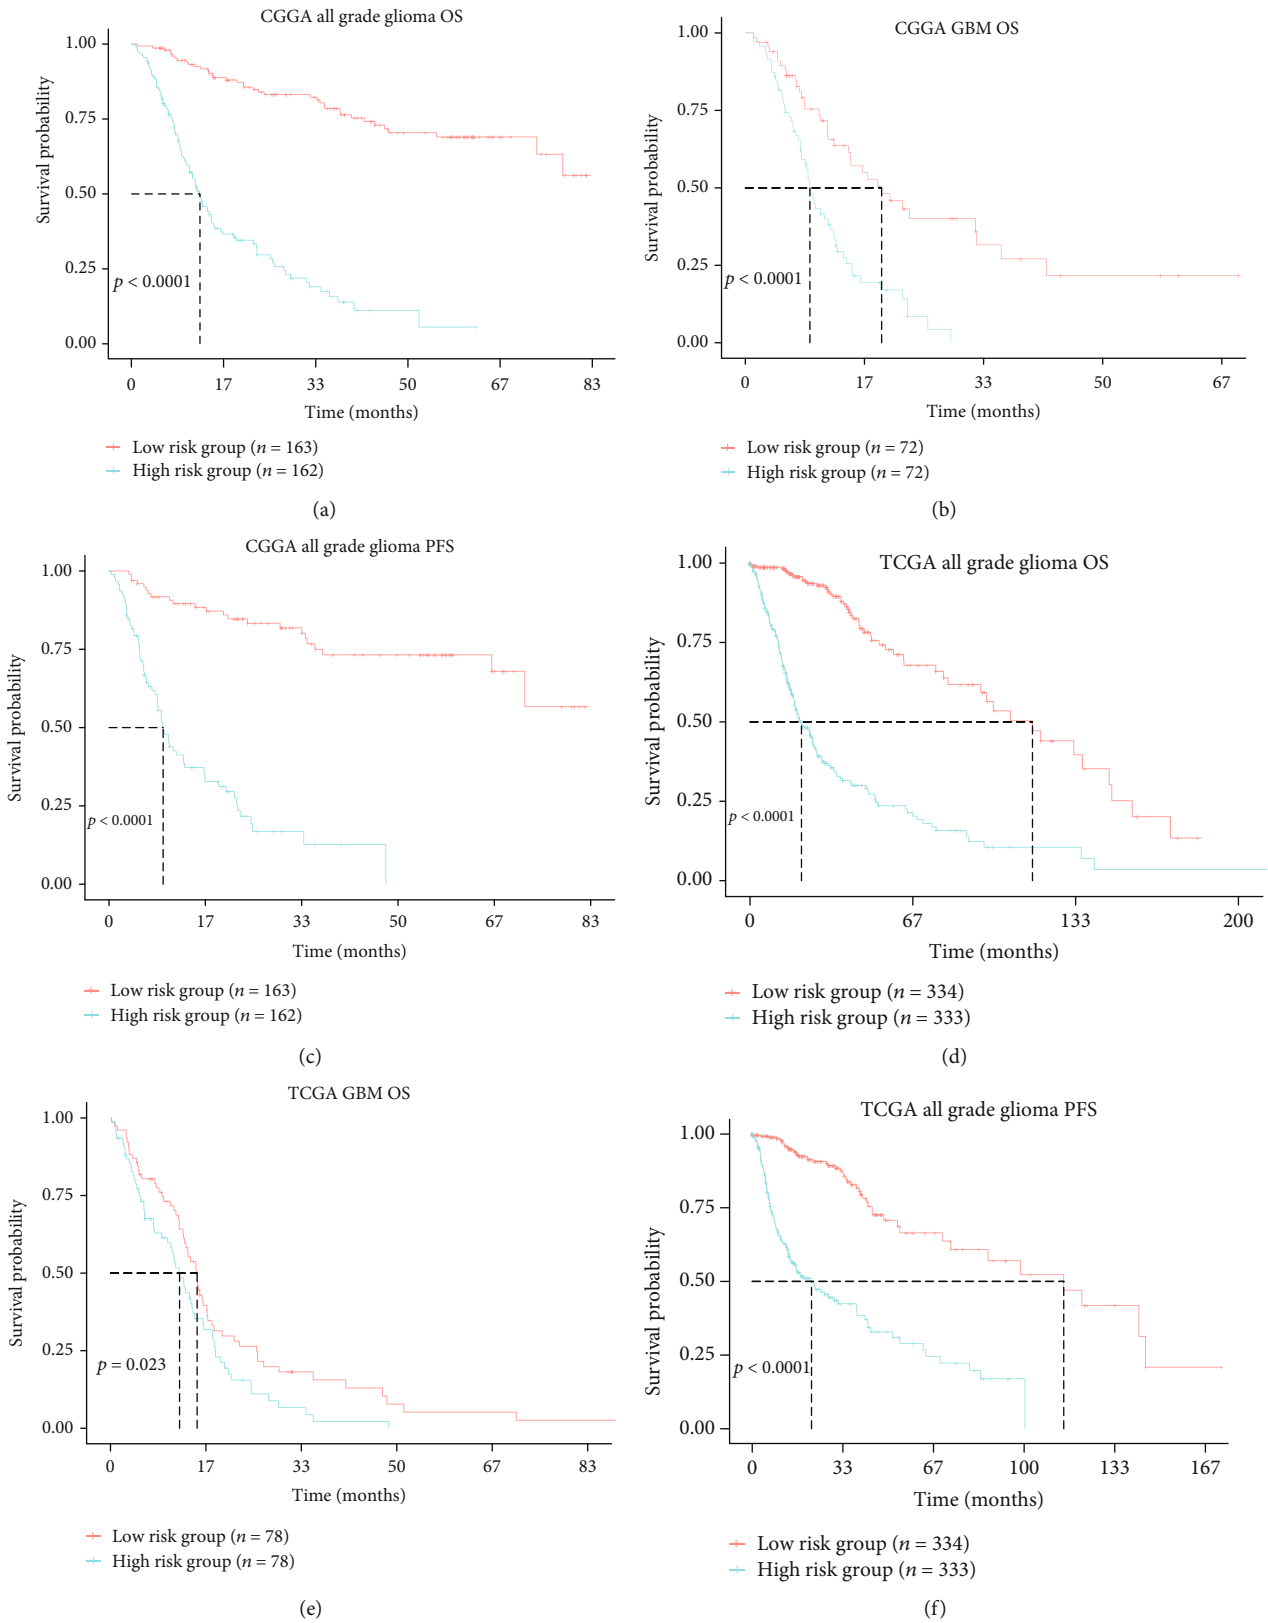 CGGA all grade glioma OS
1.00
0.75
0.50
0.25
0.00
Survival probability
p < 0.0001
0 17 33 50 67 83
Time (months)
Low risk group (n = 163)
High risk group (n = 162)
(a)
CGGA GBM OS
1.00
0.75
0.50
0.25
0.00
Survival probability
p < 0.0001
0 17 33 50 67
Time (months)
Low risk group (n = 72)
High risk group (n = 72)
(b)
CGGA all grade glioma PFS
1.00
0.75
0.50
0.25
0.00
Survival probability
p < 0.0001
0 17 33 50 67 83
Time (months)
Low risk group (n = 163)
High risk group (n = 162)
(c)
TCGA all grade glioma OS
1.00
0.75
0.50
0.25
0.00
Survival probability
p < 0.0001
0 67 133 200
Time (months)
Low risk group (n = 334)
High risk group (n = 333)
(d)
TCGA GBM OS
1.00
0.75
0.50
0.25
0.00
Survival probability
p = 0.023
0 17 33 50 67 83
Time (months)
Low risk group (n = 78)
High risk group (n = 78)
(e)
TCGA all grade glioma PFS
1.00
0.75
0.50
0.25
0.00
Survival probability
p < 0.0001
0 33 67 100 133 167
Time (months)
Low risk group (n = 334)
High risk group (n = 333)
(f)